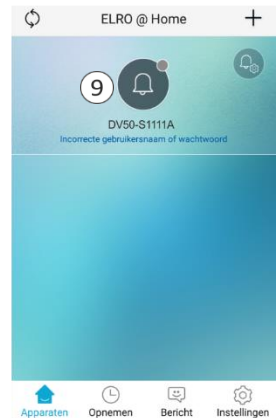 ELRO @ Home
9
DV50-S1111A
Incorrecte gebruikersnaam of wachtwoord
Apparaten Opnemen Bericht Instellingen